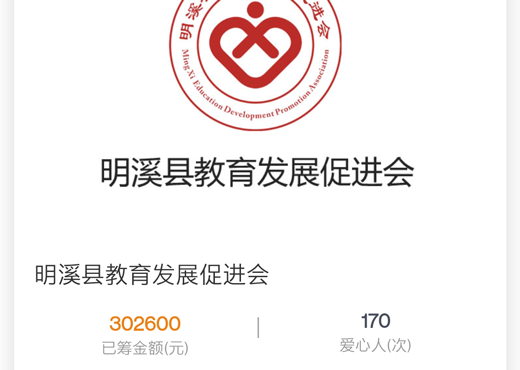 明溪
进会
Ming Xi Education Development Promotion Association
明溪县教育发展促进会
明溪县教育发展促进会
302600
170
已筹金额(元)
爱心人(次)